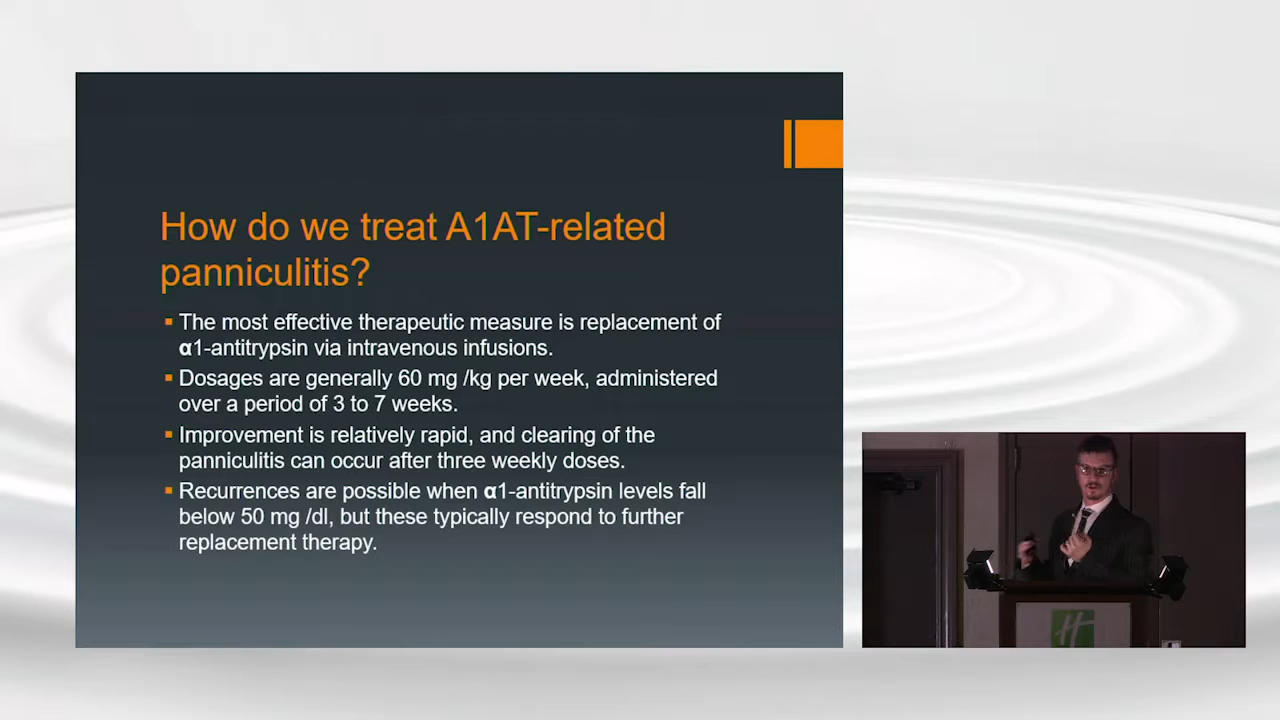 How do we treat A1AT-related
panniculitis?
The most effective therapeutic measure is replacement of
α1-antitrypsin via intravenous infusions.
Dosages are generally 60 mg /kg per week, administered
over a period of 3 to 7 weeks.
Improvement is relatively rapid, and clearing of the
panniculitis can occur after three weekly doses.
Recurrences are possible when α1-antitrypsin levels fall
below 50 mg /dl, but these typically respond to further
replacement therapy.